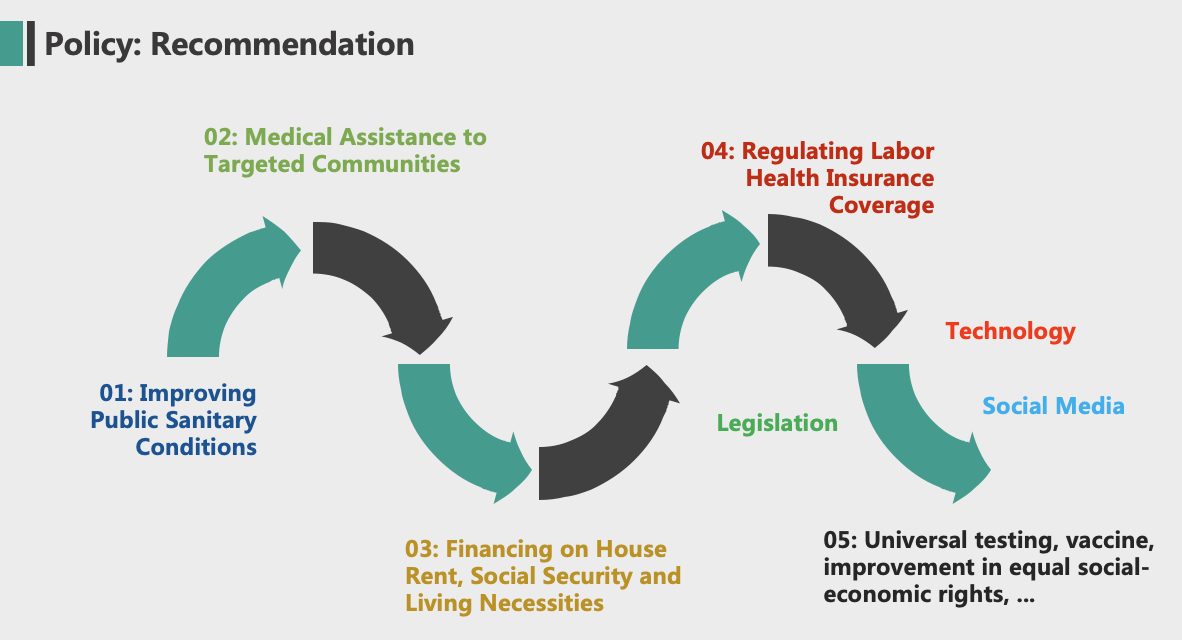 Policy: Recommendation
02: Medical Assistance to
Targeted Communities
04: Regulating Labor
Health Insurance
Coverage
01: Improving
Public Sanitary
Conditions
Technology
Social Media
Legislation
03: Financing on House
Rent, Social Security and
Living Necessities
05: Universal testing, vaccine,
improvement in equal social-
economic rights, ...